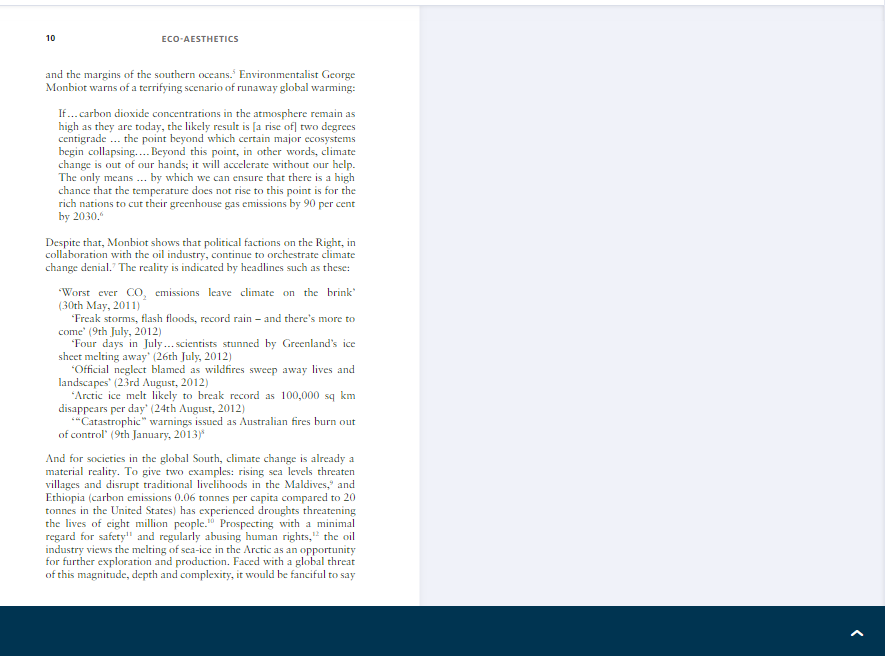 10
ECO-AESTHETICS
and the margins of the southern oceans.⁵ Environmentalist George
Monbiot warns of a terrifying scenario of runaway global warming:
If… carbon dioxide concentrations in the atmosphere remain as
high as they are today, the likely result is [a rise of] two degrees
centigrade … the point beyond which certain major ecosystems
begin collapsing.… Beyond this point, in other words, climate
change is out of our hands; it will accelerate without our help.
The only means … by which we can ensure that there is a high
chance that the temperature does not rise to this point is for the
rich nations to cut their greenhouse gas emissions by 90 per cent
by 2030.⁶
Despite that, Monbiot shows that political factions on the Right, in
collaboration with the oil industry, continue to orchestrate climate
change denial.⁷ The reality is indicated by headlines such as these:
‘Worst ever CO₂ emissions leave climate on the brink’
(30th May, 2011)
‘Freak storms, flash floods, record rain – and there’s more to
come’ (9th July, 2012)
‘Four days in July… scientists stunned by Greenland’s ice
sheet melting away’ (26th July, 2012)
‘Official neglect blamed as wildfires sweep away lives and
landscapes’ (23rd August, 2012)
‘Arctic ice melt likely to break record as 100,000 sq km
disappears per day’ (24th August, 2012)
‘“Catastrophic” warnings issued as Australian fires burn out
of control’ (9th January, 2013)⁸
And for societies in the global South, climate change is already a
material reality. To give two examples: rising sea levels threaten
villages and disrupt traditional livelihoods in the Maldives,⁹ and
Ethiopia (carbon emissions 0.06 tonnes per capita compared to 20
tonnes in the United States) has experienced droughts threatening
the lives of eight million people.¹⁰ Prospecting with a minimal
regard for safety¹¹ and regularly abusing human rights,¹² the oil
industry views the melting of sea-ice in the Arctic as an opportunity
for further exploration and production. Faced with a global threat
of this magnitude, depth and complexity, it would be fanciful to say